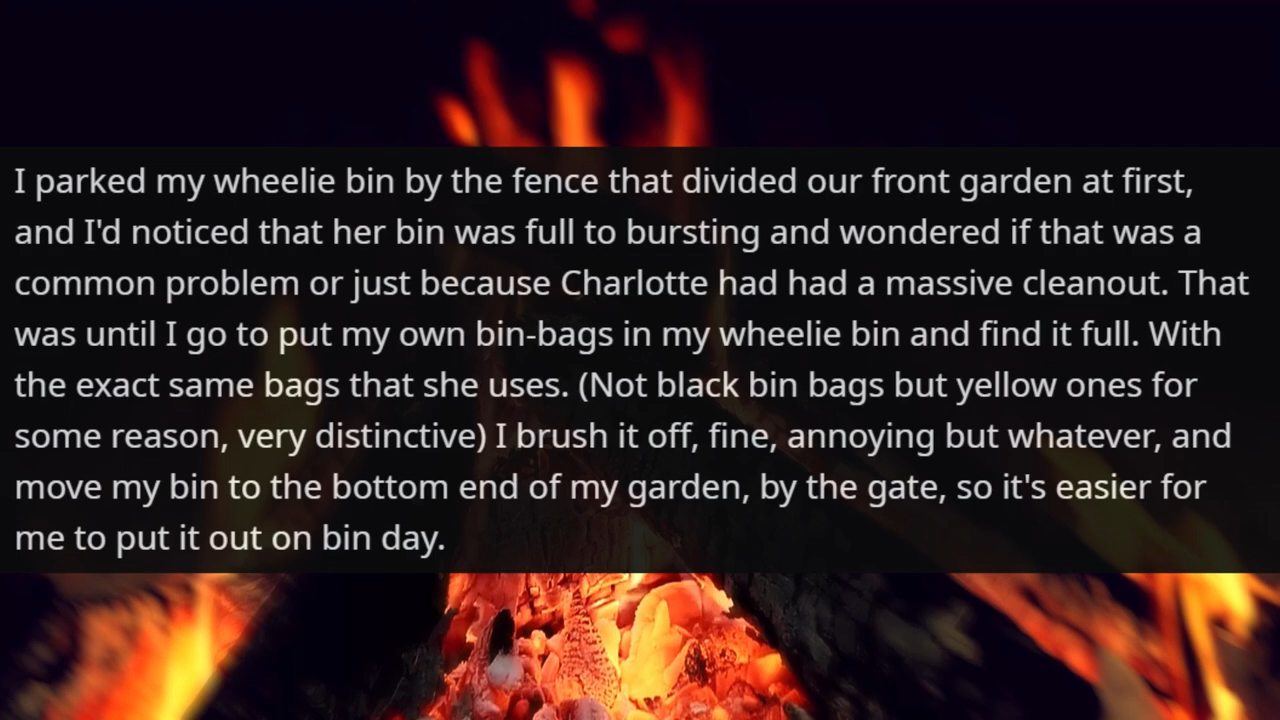 I parked my wheelie bin by the fence that divided our front garden at first,
and I'd noticed that her bin was full to bursting and wondered if that was a
common problem or just because Charlotte had had a massive cleanout. That
was until I go to put my own bin-bags in my wheelie bin and find it full. With
the exact same bags that she uses. (Not black bin bags but yellow ones for
some reason, very distinctive) I brush it off, fine, annoying but whatever, and
move my bin to the bottom end of my garden, by the gate, so it's easier for
me to put it out on bin day.